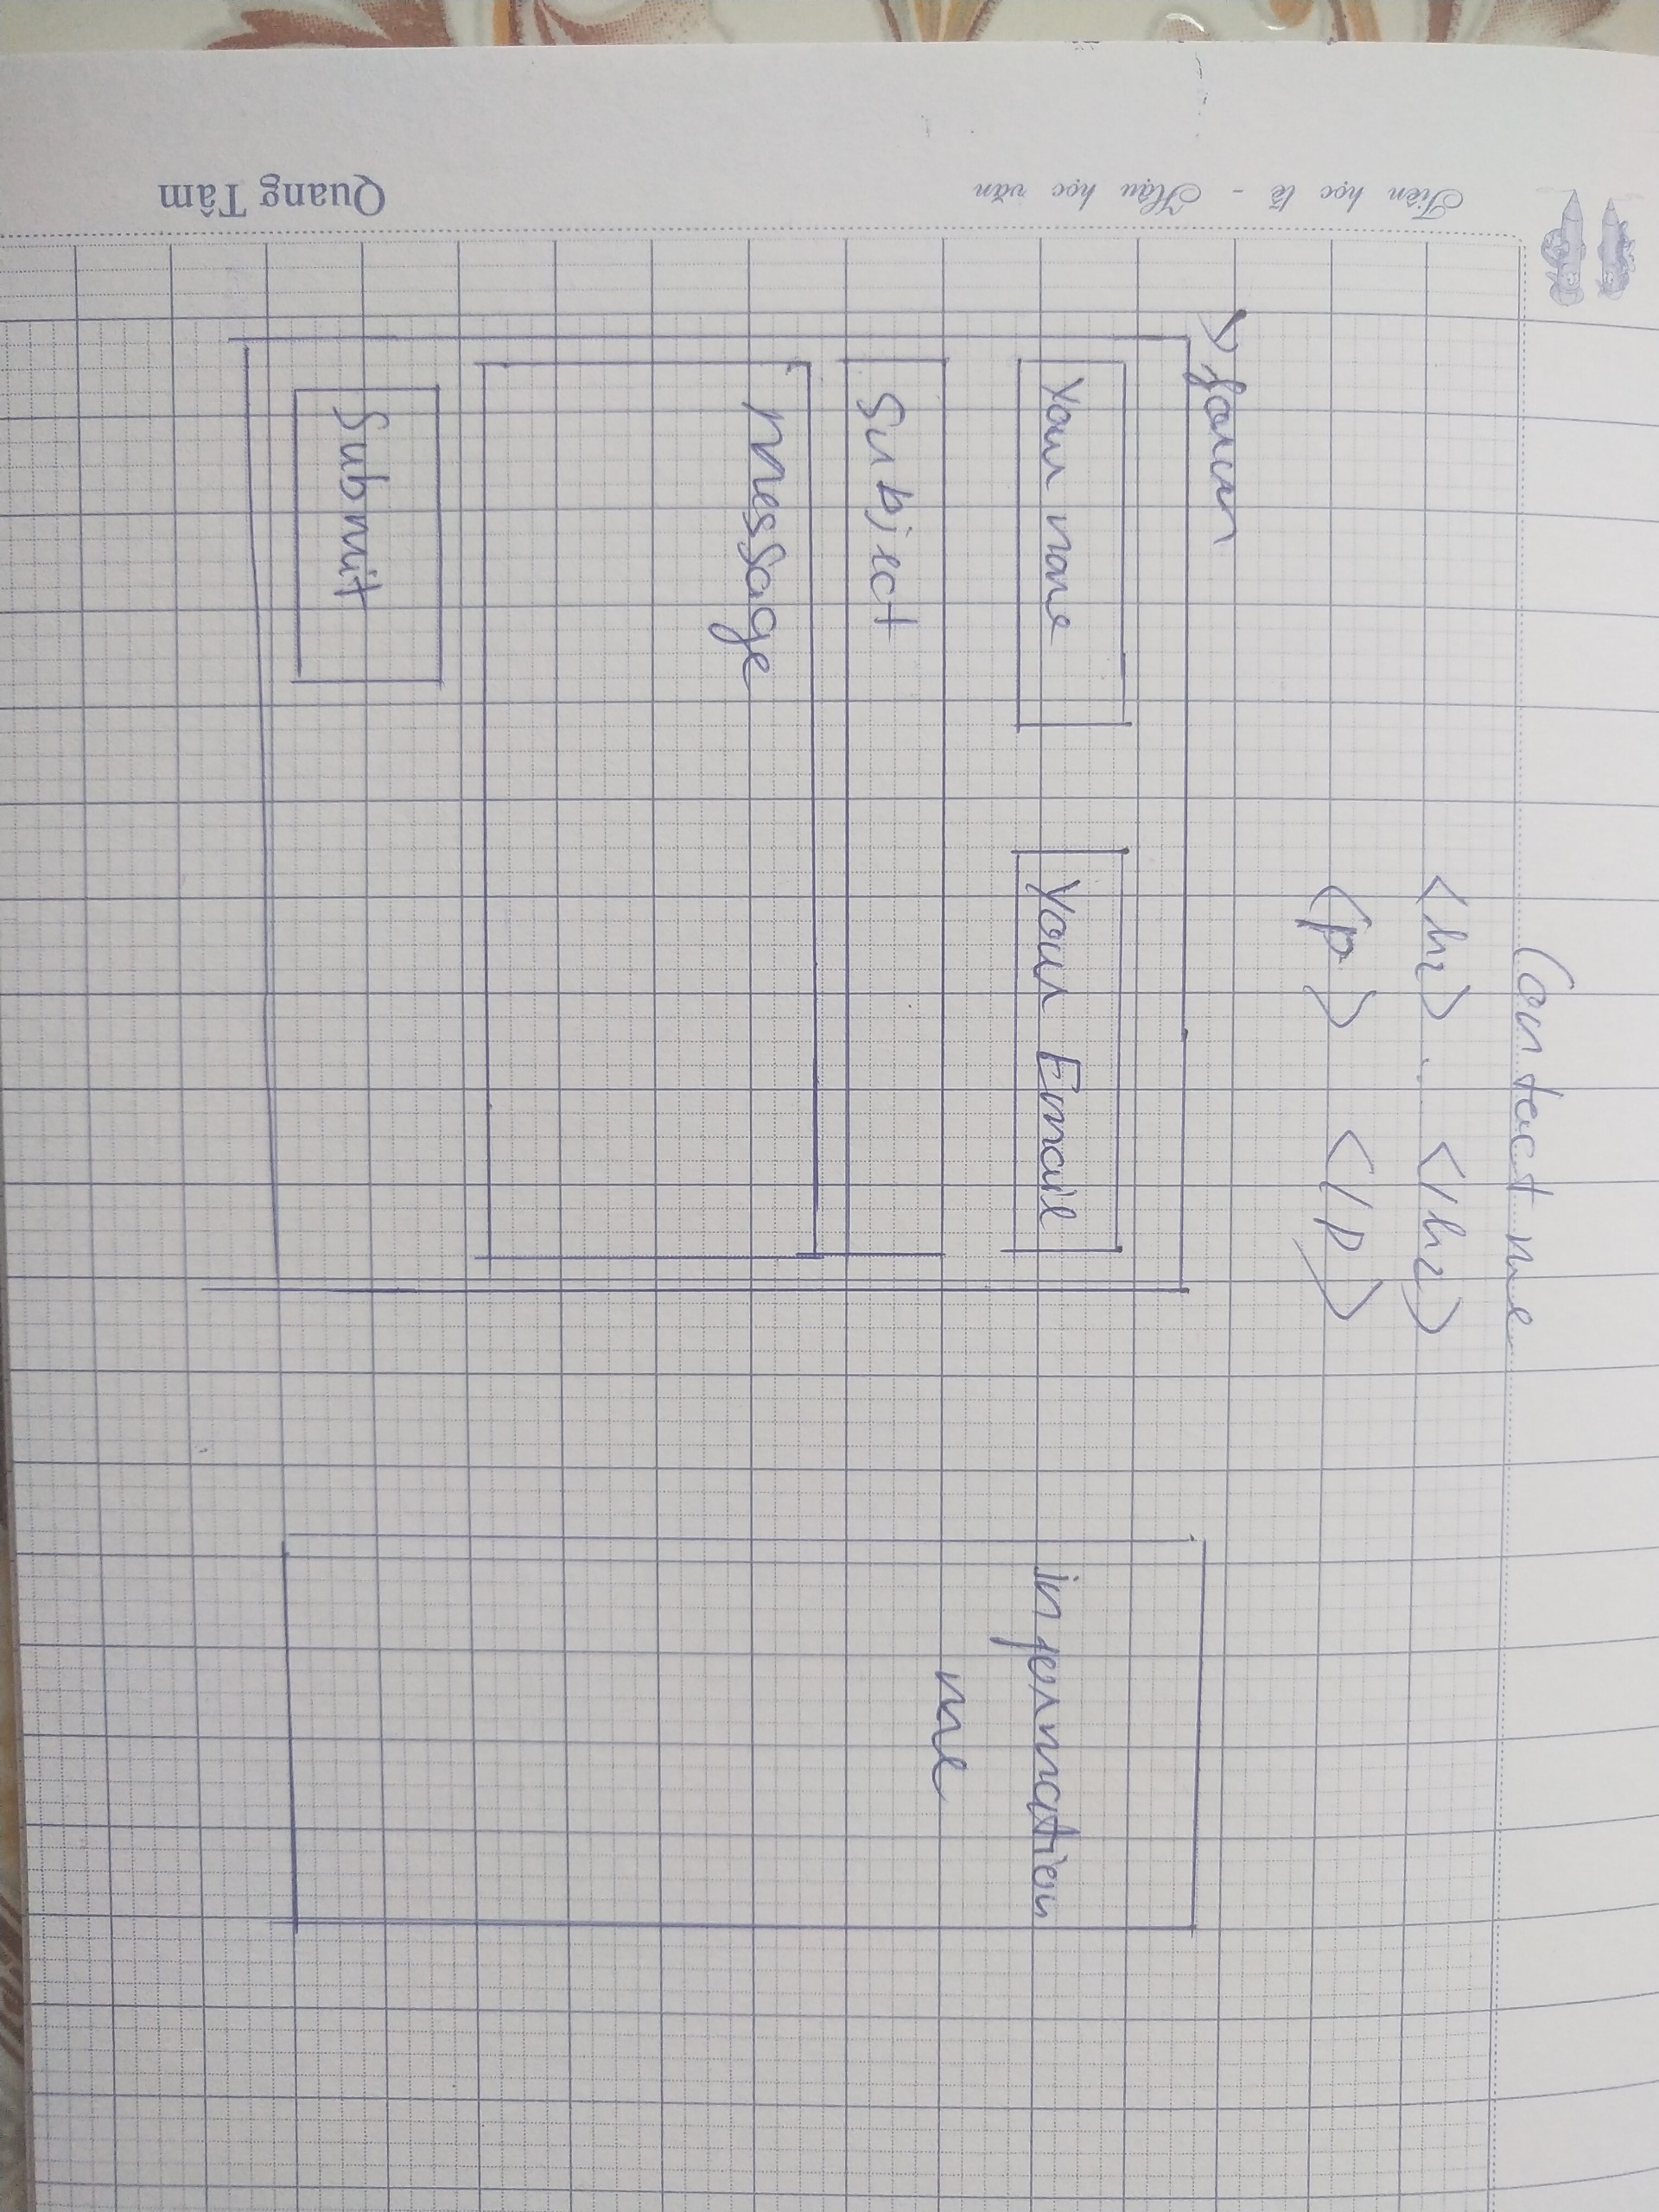 Contact me
<h2> ... </h2>
<p> </p>
> form
Your name
Your Email
Subject
Message
Submit
information
me
Tiên học lễ - Hậu học văn
Quang Tâm